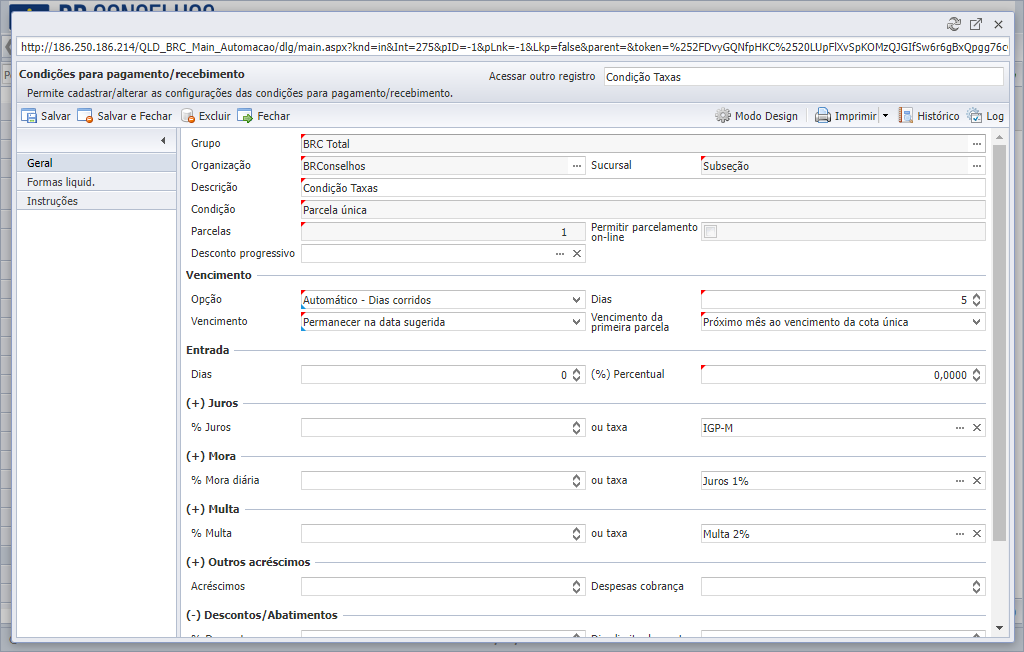 BR CONSELHOS
http://186.250.186.214/QLD_BRC_Main_Automacao/dlg/main.aspx?knd=in&Int=275&pID=-1&pLnk=-1&Lkp=false&parent=&token=%252FDvyGQNfpHKC%2520LUpFlXvSpKOMzQJGIfSw6r6gBxQpgg76c
Condições para pagamento/recebimento
Acessar outro registro Condição Taxas
Permite cadastrar/alterar as configurações das condições para pagamento/recebimento.
Salvar Salvar e Fechar Excluir Fechar Modo Design Imprimir Histórico Log
Geral
Formas liquid.
Instruções
Grupo BRC Total
Organização BRConselhos Sucursal Subseção
Descrição Condição Taxas
Condição Parcela única
Parcelas 1 Permitir parcelamento
on-line
Desconto progressivo
Vencimento
Opção Automático - Dias corridos Dias 5
Vencimento Permanecer na data sugerida Vencimento da
primeira parcela Próximo mês ao vencimento da cota única
Entrada
Dias 0 (%) Percentual 0,0000
(+) Juros
% Juros ou taxa IGP-M
(+) Mora
% Mora diária ou taxa Juros 1%
(+) Multa
% Multa ou taxa Multa 2%
(+) Outros acréscimos
Acréscimos Despesas cobrança
(-) Descontos/Abatimentos